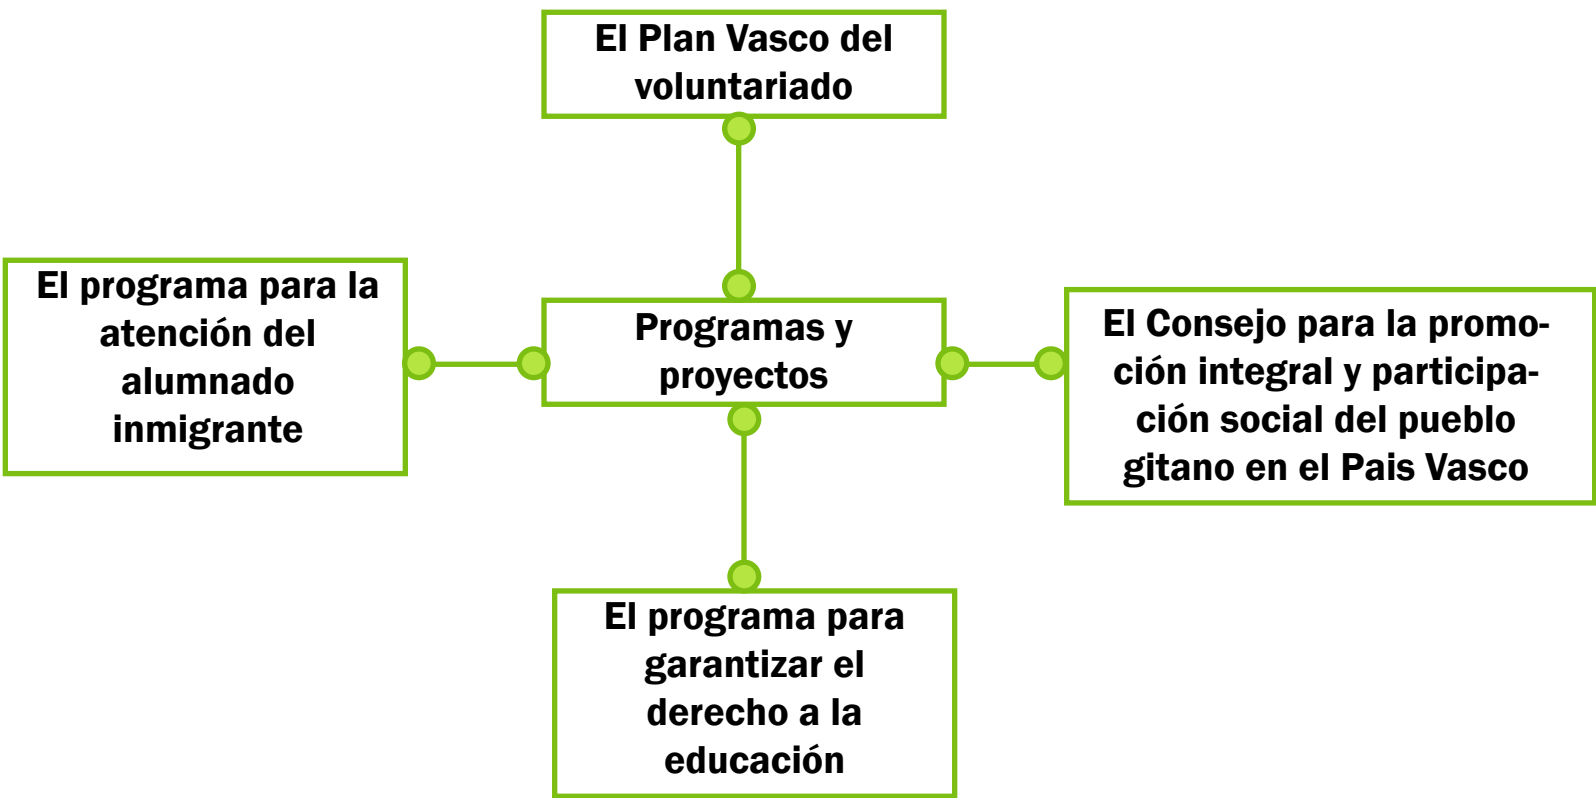 El Plan Vasco del
voluntariado
El programa para la
atención del
alumnado
inmigrante
Programas y
proyectos
El Consejo para la promo-
ción integral y participa-
ción social del pueblo
gitano en el Pais Vasco
El programa para
garantizar el
derecho a la
educación